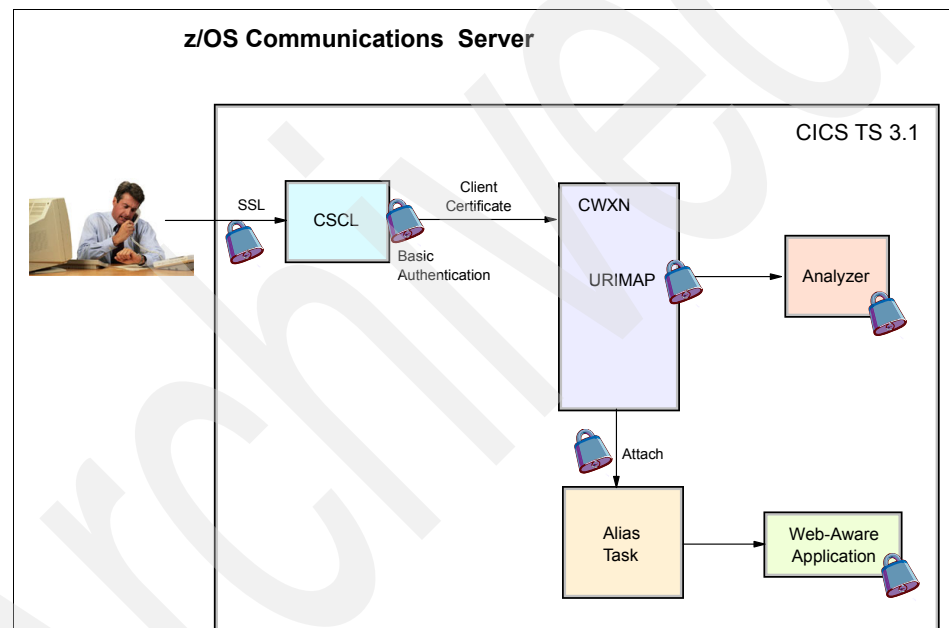 z/OS Communications Server
CICS TS 3.1
SSL
CSCL
Client
Certificate
Basic
Authentication
CWXN
URIMAP
Analyzer
Attach
Alias
Task
Web-Aware
Application
Archived